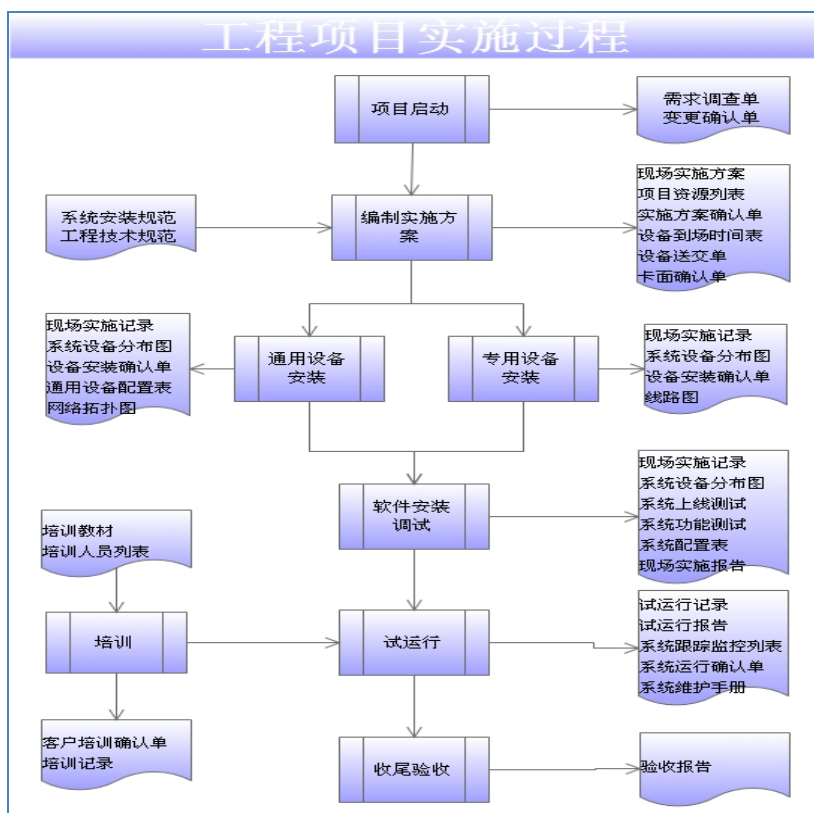 工程项目实施过程
项目启动
需求调查单
变更确认单
系统安装规范
工程技术规范
编制实施方
案
现场实施方案
项目资源列表
实施方案确认单
设备到场时间表
设备送交单
卡面确认单
现场实施记录
系统设备分布图
设备安装确认单
通用设备配置表
网络拓扑图
通用设备
安装
专用设备
安装
现场实施记录
系统设备分布图
设备安装确认单
线路图
软件安装
调试
现场实施记录
系统设备分布图
系统上线测试
系统功能测试
系统配置表
现场实施报告
培训教材
培训人员列表
培训
试运行
试运行记录
试运行报告
系统跟踪监控列表
系统运行确认单
系统维护手册
客户培训确认单
培训记录
收尾验收
验收报告